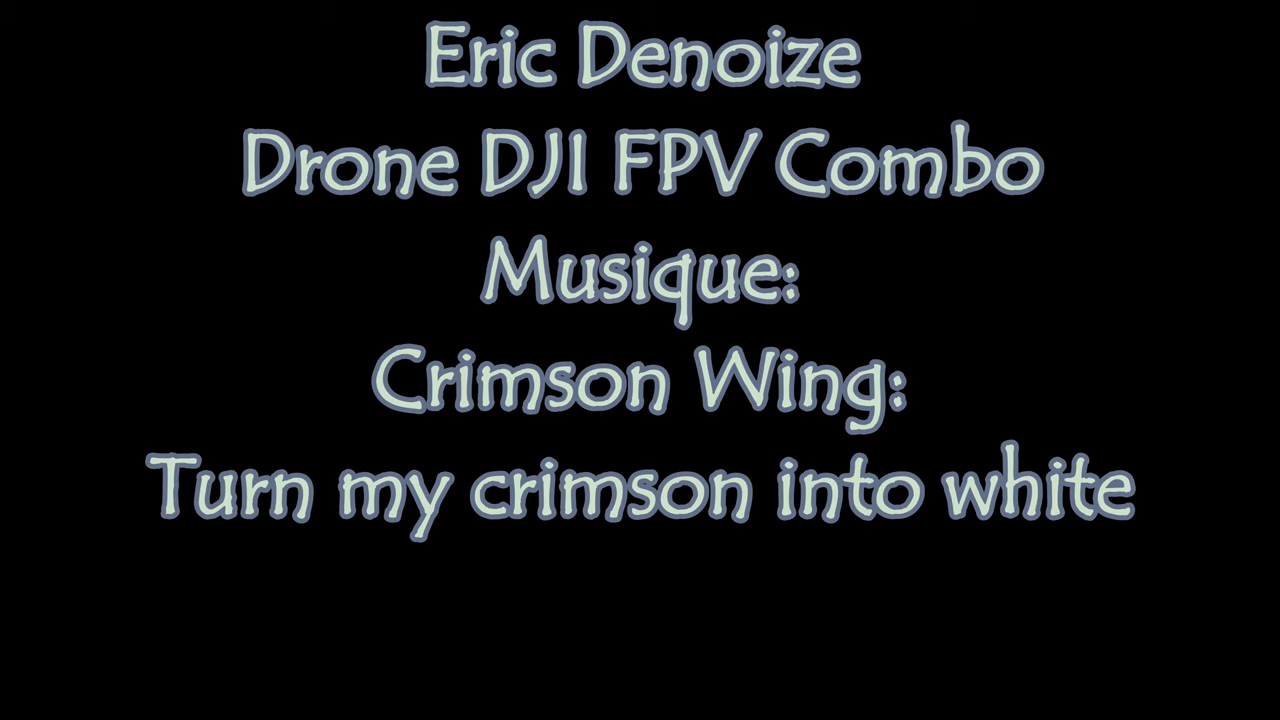 Eric Denoize
Drone DJI FPV Combo
Musique:
Crimson Wing:
Turn my crimson into white